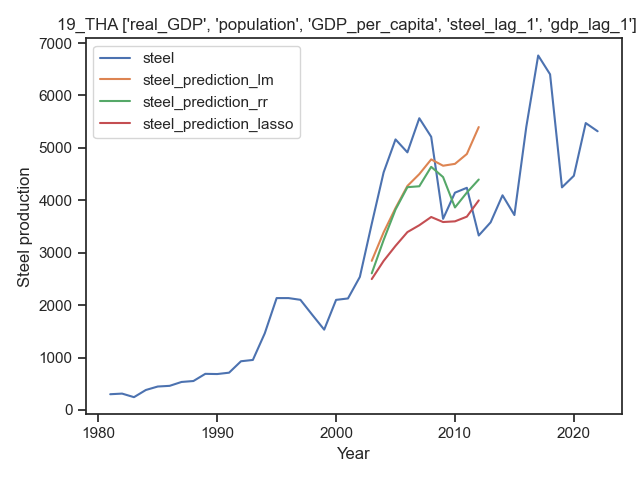 19_THA ['real_GDP', 'population', 'GDP_per_capita', 'steel_lag_1', 'gdp_lag_1']
steel
steel_prediction_lm
steel_prediction_rr
steel_prediction_lasso
Steel production
7000
6000
5000
4000
3000
2000
1000
0
1980
1990
2000
2010
2020
Year